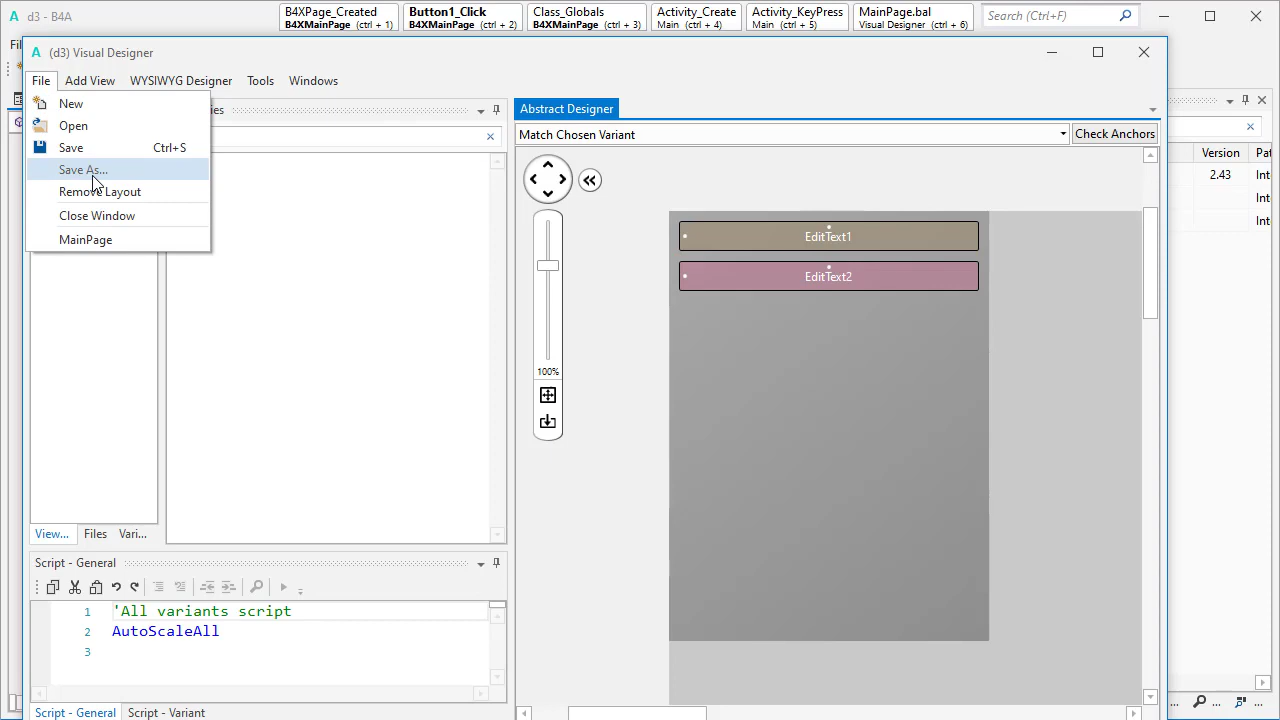 d3 - B4A
B4XPage_Created
B4XMainPage (ctrl + 1)
Button1_Click
B4XMainPage (ctrl + 2)
Class_Globals
B4XMainPage (ctrl + 3)
Activity_Create
Main (ctrl + 4)
Activity_KeyPress
Main (ctrl + 5)
MainPage.bal
Visual Designer (ctrl + 6)
Search (Ctrl+F)
(d3) Visual Designer
File
Add View
WYSIWYG Designer
Tools
Windows
New
Open
Save Ctrl+S
Save As...
Remove Layout
Close Window
MainPage
Abstract Designer
Match Chosen Variant
Check Anchors
Version
2.43
Int
Int
Int
EditText1
EditText2
100%
View...
Files
Vari...
Script - General
1 'All variants script
2 AutoScaleAll
3
Script - General
Script - Variant